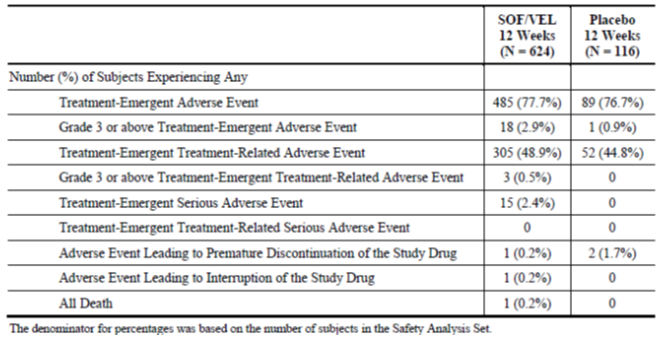 SOF/VEL 12 Weeks (N = 624) Placebo 12 Weeks (N = 116)
Number (%) of Subjects Experiencing Any
Treatment-Emergent Adverse Event 485 (77.7%) 89 (76.7%)
Grade 3 or above Treatment-Emergent Adverse Event 18 (2.9%) 1 (0.9%)
Treatment-Emergent Treatment-Related Adverse Event 305 (48.9%) 52 (44.8%)
Grade 3 or above Treatment-Emergent Treatment-Related Adverse Event 3 (0.5%) 0
Treatment-Emergent Serious Adverse Event 15 (2.4%) 0
Treatment-Emergent Treatment-Related Serious Adverse Event 0 0
Adverse Event Leading to Premature Discontinuation of the Study Drug 1 (0.2%) 2 (1.7%)
Adverse Event Leading to Interruption of the Study Drug 1 (0.2%) 0
All Death 1 (0.2%) 0
The denominator for percentages was based on the number of subjects in the Safety Analysis Set.